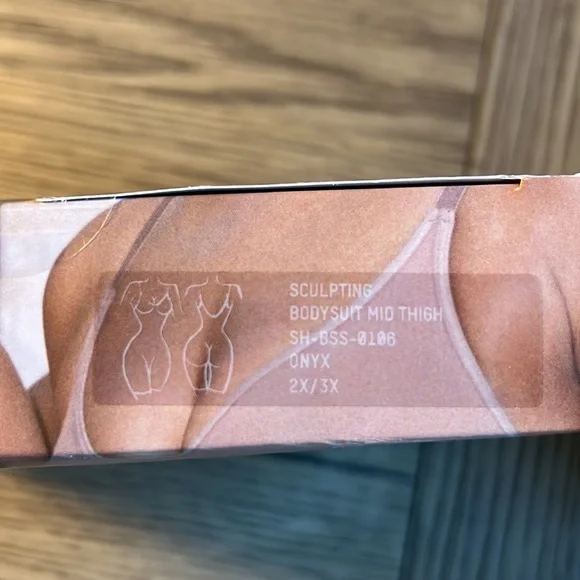 SCULPTING
BODYSUIT MID THIGH
SH-BSS-0106
ONYX
2X/3X